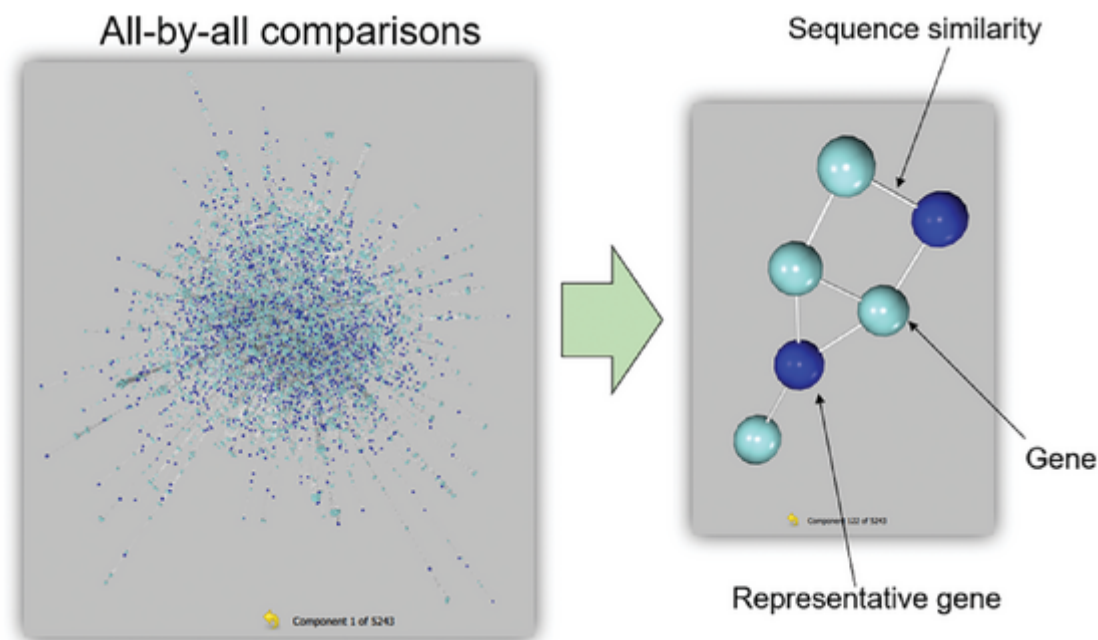 All-by-all comparisons
Sequence similarity
Gene
Component 122 of 5243
Representative gene
Component 1 of 5243